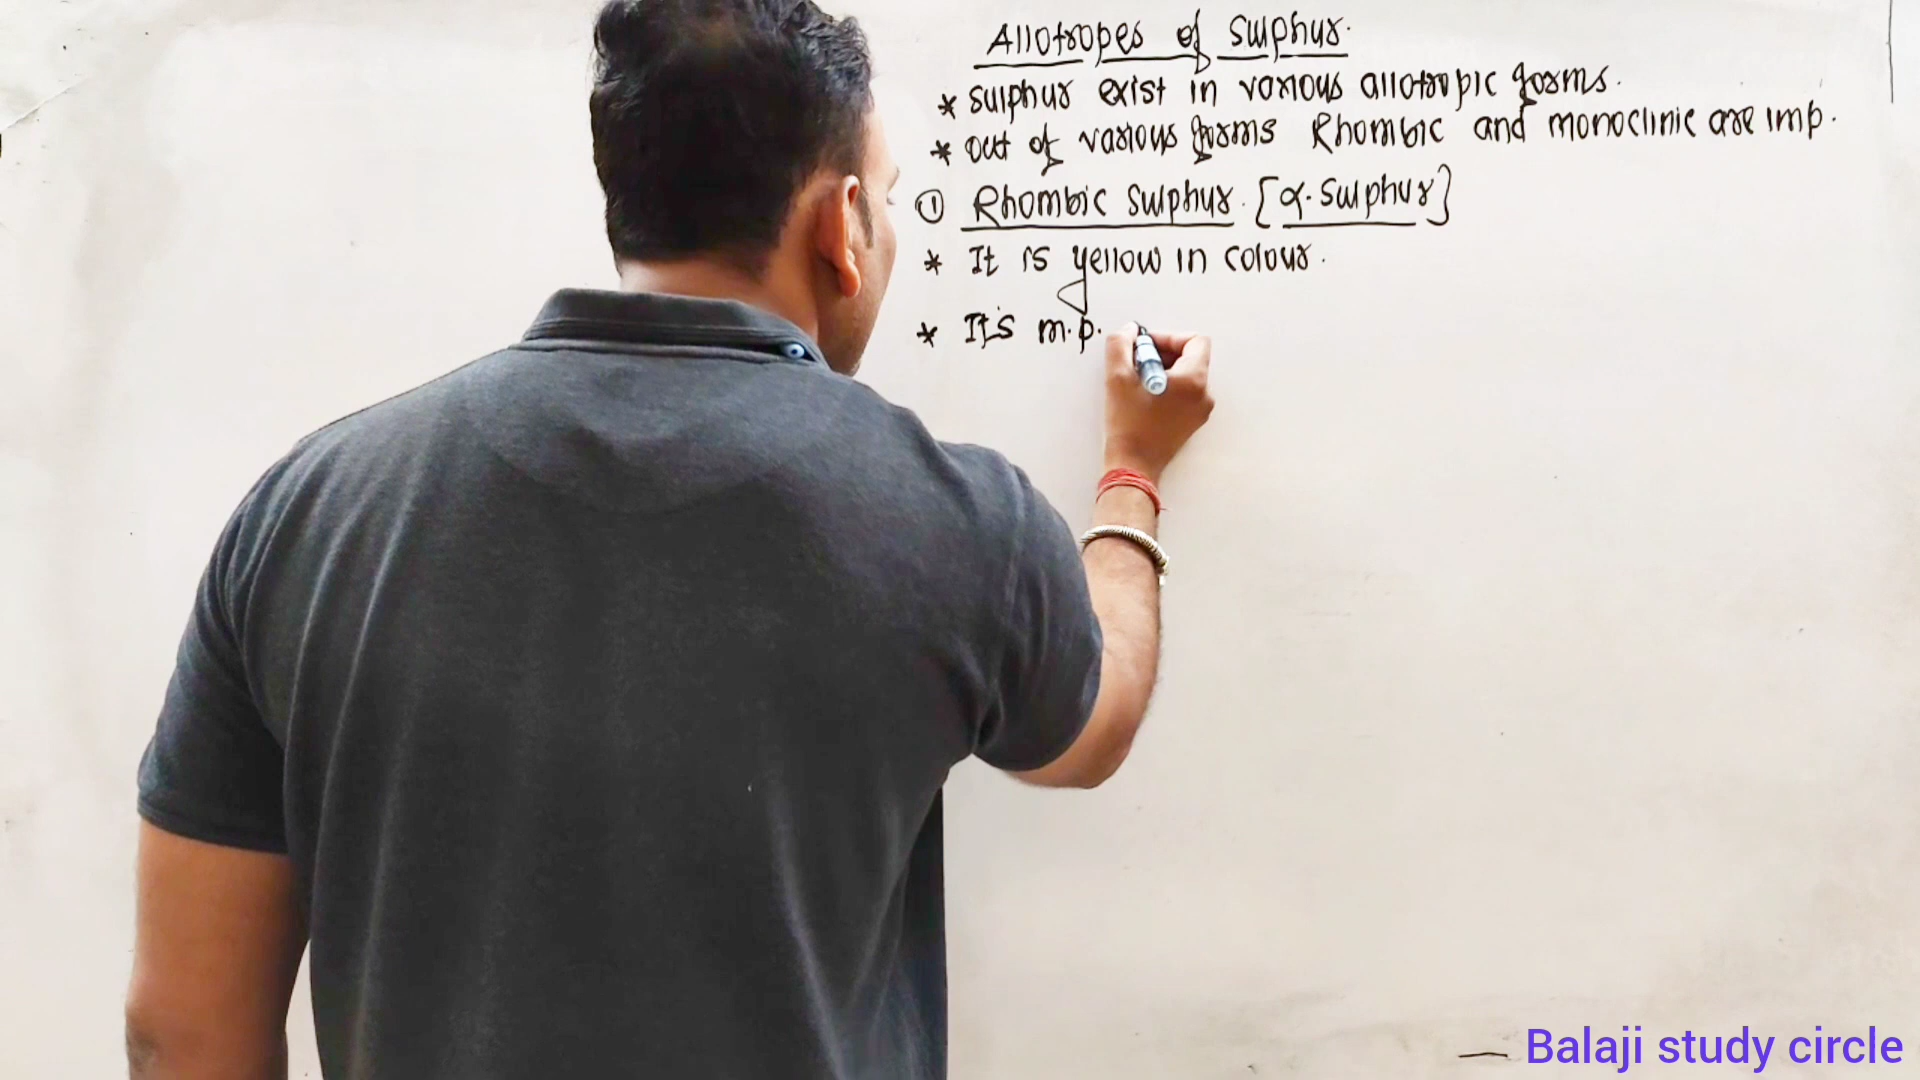 Allotropes of sulphur.
* sulphur exist in various allotropic forms.
* out of various forms Rhombic and monoclinic are imp.
① Rhombic sulphur. [α-sulphur]
* It is yellow in colour.
* It's m.p.
Balaji study circle